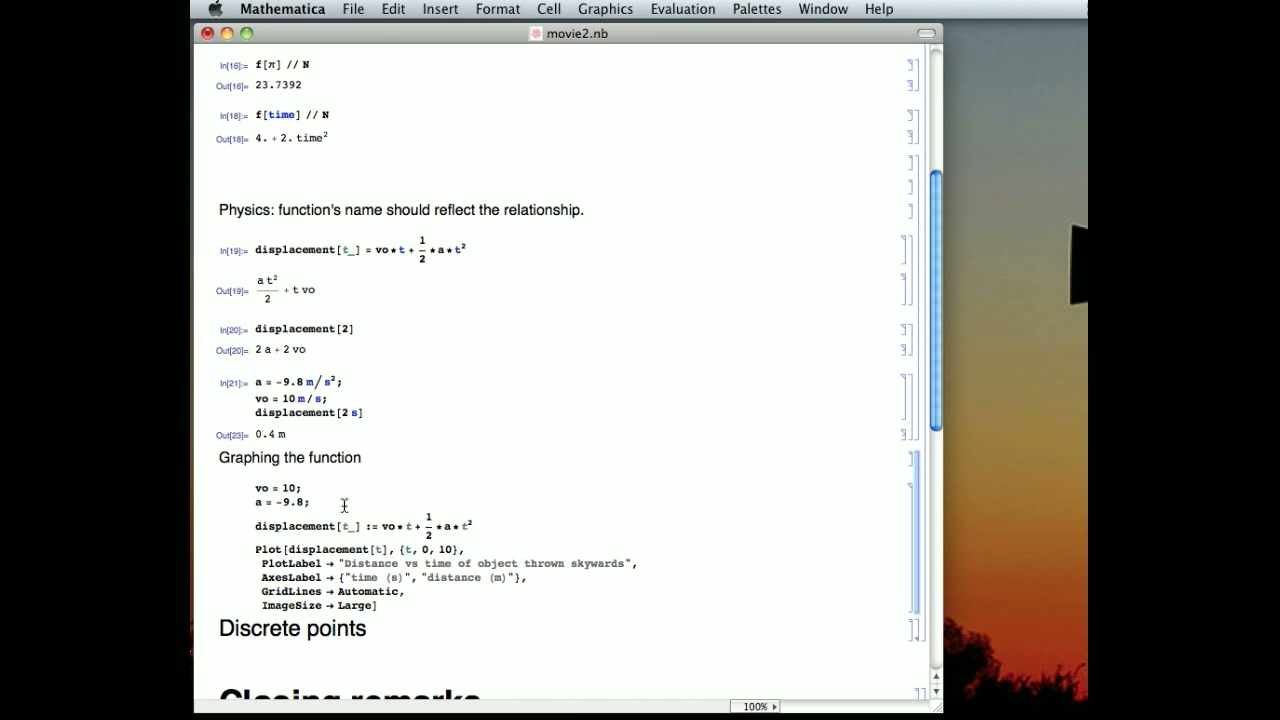 Mathematica File Edit Insert Format Cell Graphics Evaluation Palettes Window Help
movie2.nb
In[16]:= f[π] // N
Out[16]= 23.7392
In[18]:= f[time] // N
Out[18]= 4. + 2. time²
Physics: function's name should reflect the relationship.
In[19]:= displacement[t_] = vo*t + 1/2 *a*t²
Out[19]= a t²/2 + t vo
In[20]:= displacement[2]
Out[20]= 2 a + 2 vo
In[21]:= a = -9.8 m/s²;
vo = 10 m/s;
displacement[2 s]
Out[23]= 0.4 m
Graphing the function
vo = 10;
a = -9.8;
displacement[t_] := vo*t + 1/2 *a*t²
Plot[displacement[t], {t, 0, 10},
PlotLabel → "Distance vs time of object thrown skywards",
AxesLabel → {"time (s)", "distance (m)"},
GridLines → Automatic,
ImageSize → Large]
Discrete points
Closing remarks
100%